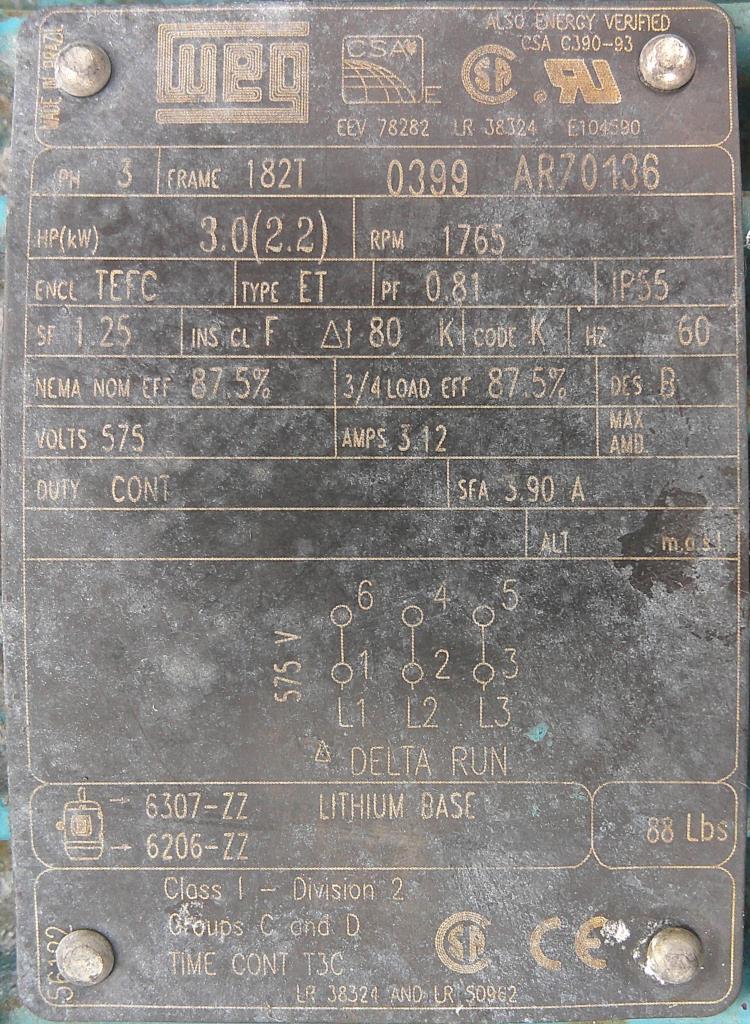 ALSO ENERGY VERIFIED
CSA C390-93
MADE IN BRAZIL
WEG
CSA
E
EEV 78282 LR 38324 E104590
PH 3 FRAME 182T 0399 AR70136
HP(kW) 3.0(2.2) RPM 1765
ENCL TEFC TYPE ET PF 0.81 IP55
SF 1.25 INS CL F Δt 80 K CODE K HZ 60
NEMA NOM EFF 87.5% 3/4 LOAD EFF 87.5% DES B
VOLTS 575 AMPS 3.12 MAX AMB.
DUTY CONT SFA 3.90 A
ALT m.a.s.l.
6 4 5
575 V 1 2 3
L1 L2 L3
Δ DELTA RUN
6307-ZZ LITHIUM BASE
6206-ZZ 88 Lbs
Class I - Division 2
Groups C and D
TIME CONT T3C
CE
LR 38324 AND LR 50962